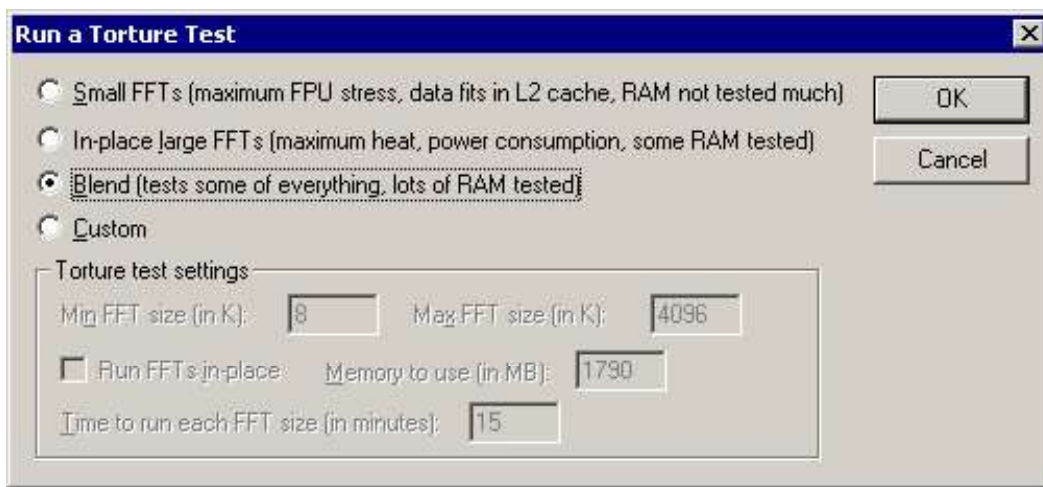 Run a Torture Test
Small FFTs (maximum FPU stress, data fits in L2 cache, RAM not tested much)
OK
In-place large FFTs (maximum heat, power consumption, some RAM tested)
Cancel
Blend (tests some of everything, lots of RAM tested)
Custom
Torture test settings
Min FFT size (in K): 8 Max FFT size (in K): 4096
Run FFTs in-place Memory to use (in MB): 1790
Time to run each FFT size (in minutes): 15